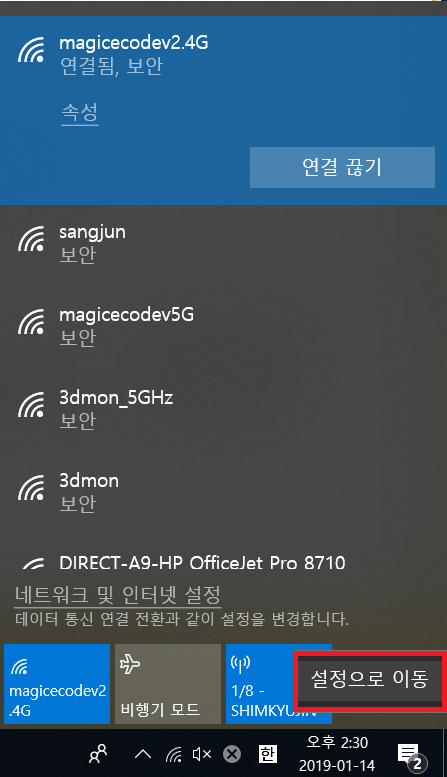 magicecodev2.4G
연결됨, 보안
속성
연결 끊기
sangjun
보안
magicecodev5G
보안
3dmon_5GHz
보안
3dmon
보안
DIRECT-A9-HP OfficeJet Pro 8710
네트워크 및 인터넷 설정
데이터 통신 연결 전환과 같이 설정을 변경합니다.
magicecodev2
.4G
비행기 모드
1/8 -
SHIMKYUJIN
설정으로 이동
한
오후 2:30
2019-01-14
2